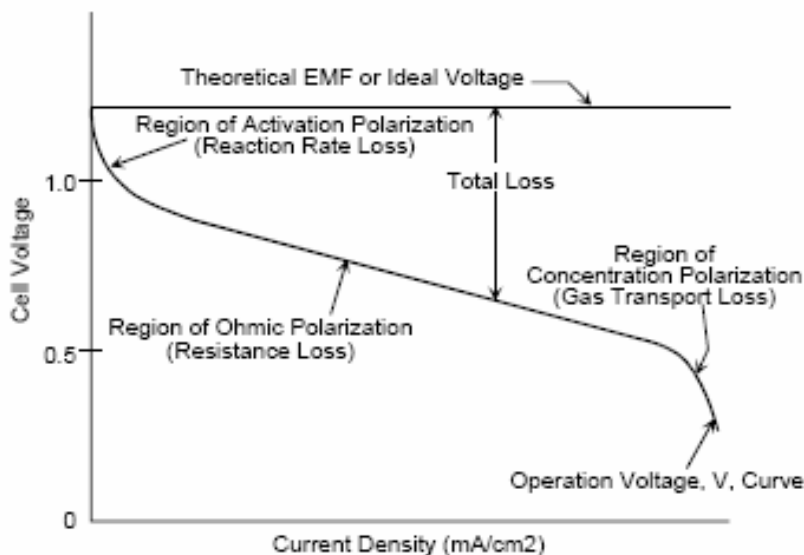 Theoretical EMF or Ideal Voltage
Region of Activation Polarization
(Reaction Rate Loss)
Total Loss
1.0
Region of
Concentration Polarization
(Gas Transport Loss)
Cell Voltage
Region of Ohmic Polarization
(Resistance Loss)
0.5
Operation Voltage, V, Curve
0
Current Density (mA/cm2)